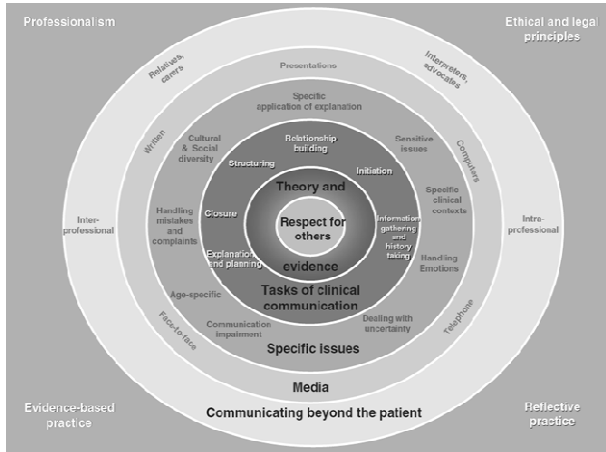 Professionalism
Ethical and legal
principles
Relatives,
carers
Interpreters,
advocates
Presentations
Specific
application of explanation
Written
Computers
Cultural
& Social
diversity
Sensitive
issues
Relationship
building
Structuring
Initiation
Theory and
Specific
clinical
contexts
Handling
mistakes
and
complaints
Closure
Respect for
others
Information
gathering
and
history
taking
Inter-
professional
Intra-
professional
Explanation
and planning
evidence
Handling
Emotions
Tasks of clinical
communication
Age-specific
Communication
impairment
Dealing with
uncertainty
Face-to-face
Telephone
Specific issues
Media
Communicating beyond the patient
Evidence-based
practice
Reflective
practice